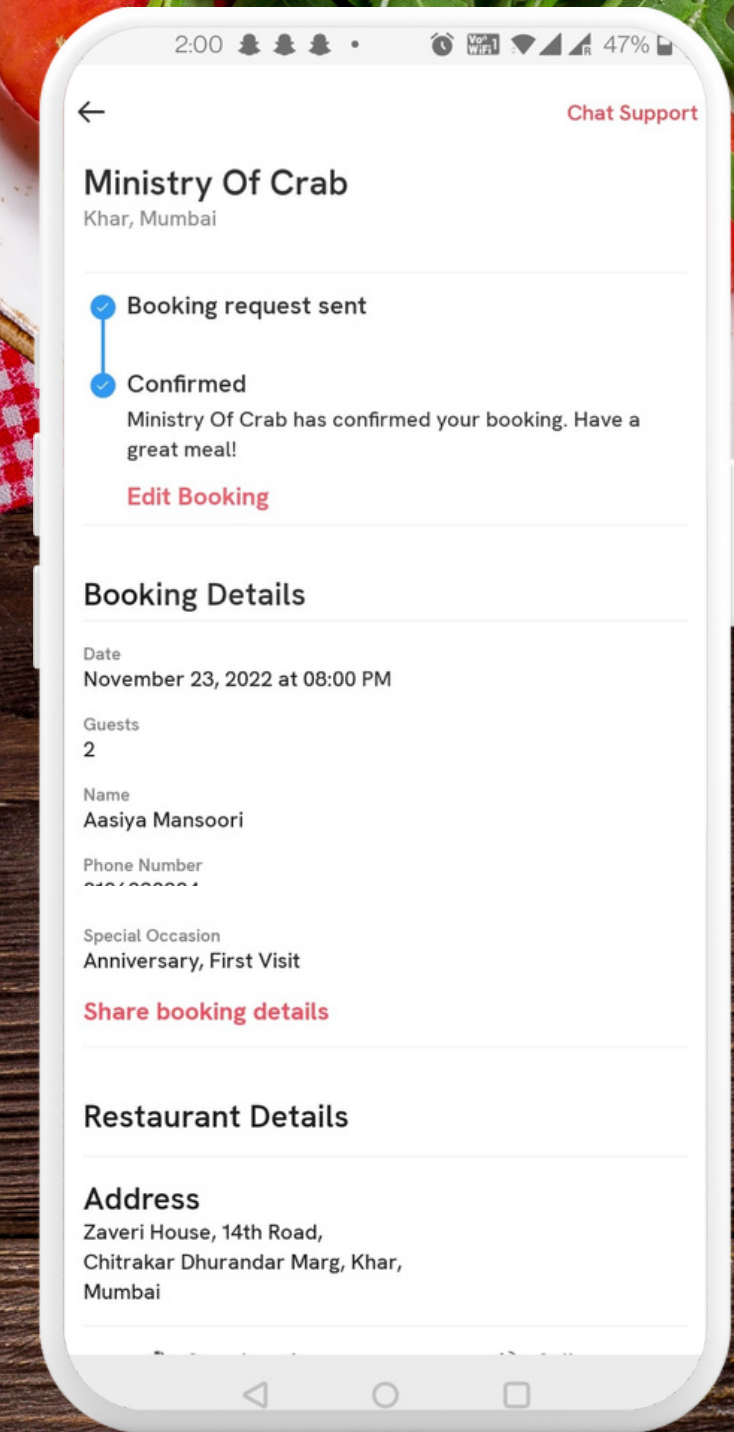 2:00
Vo WiFi 1
R
47%
Chat Support
Ministry Of Crab
Khar, Mumbai
Booking request sent
Confirmed
Ministry Of Crab has confirmed your booking. Have a
great meal!
Edit Booking
Booking Details
Date
November 23, 2022 at 08:00 PM
Guests
2
Name
Aasiya Mansoori
Phone Number
Special Occasion
Anniversary, First Visit
Share booking details
Restaurant Details
Address
Zaveri House, 14th Road,
Chitrakar Dhurandar Marg, Khar,
Mumbai